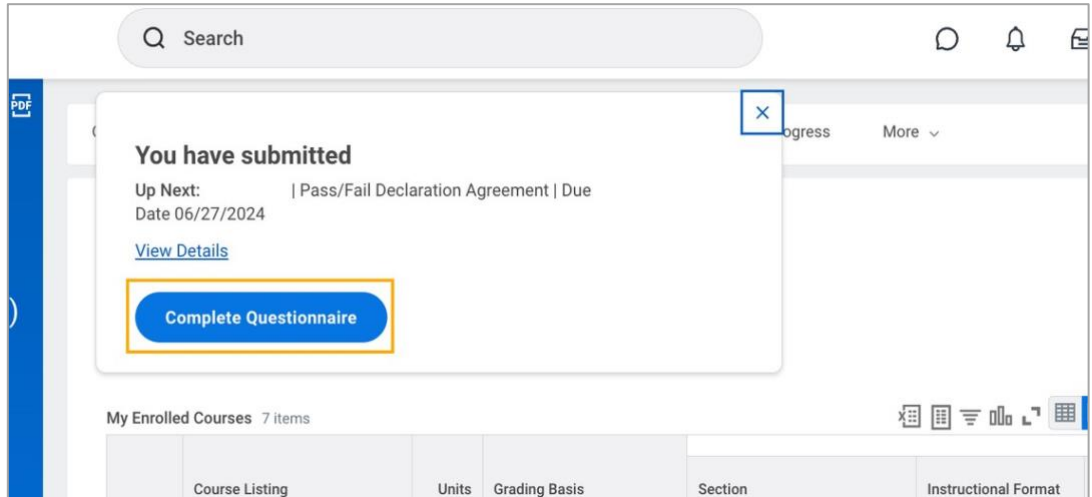 Search
PDF
ogress
More
You have submitted
Up Next: | Pass/Fail Declaration Agreement | Due
Date 06/27/2024
View Details
Complete Questionnaire
My Enrolled Courses 7 items
Course Listing Units Grading Basis Section Instructional Format